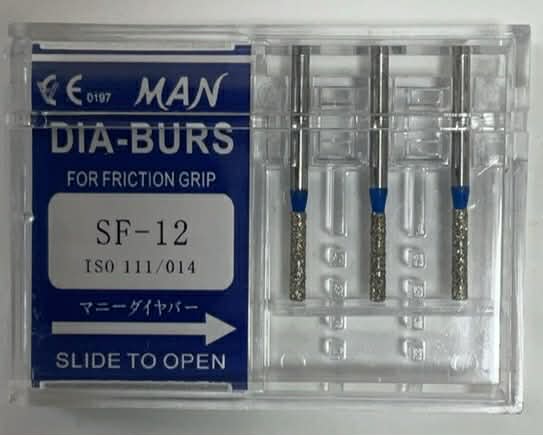 CE 0197 MAN
DIA-BURS
FOR FRICTION GRIP
SF-12
ISO 111/014
マニーダイヤバー
SLIDE TO OPEN